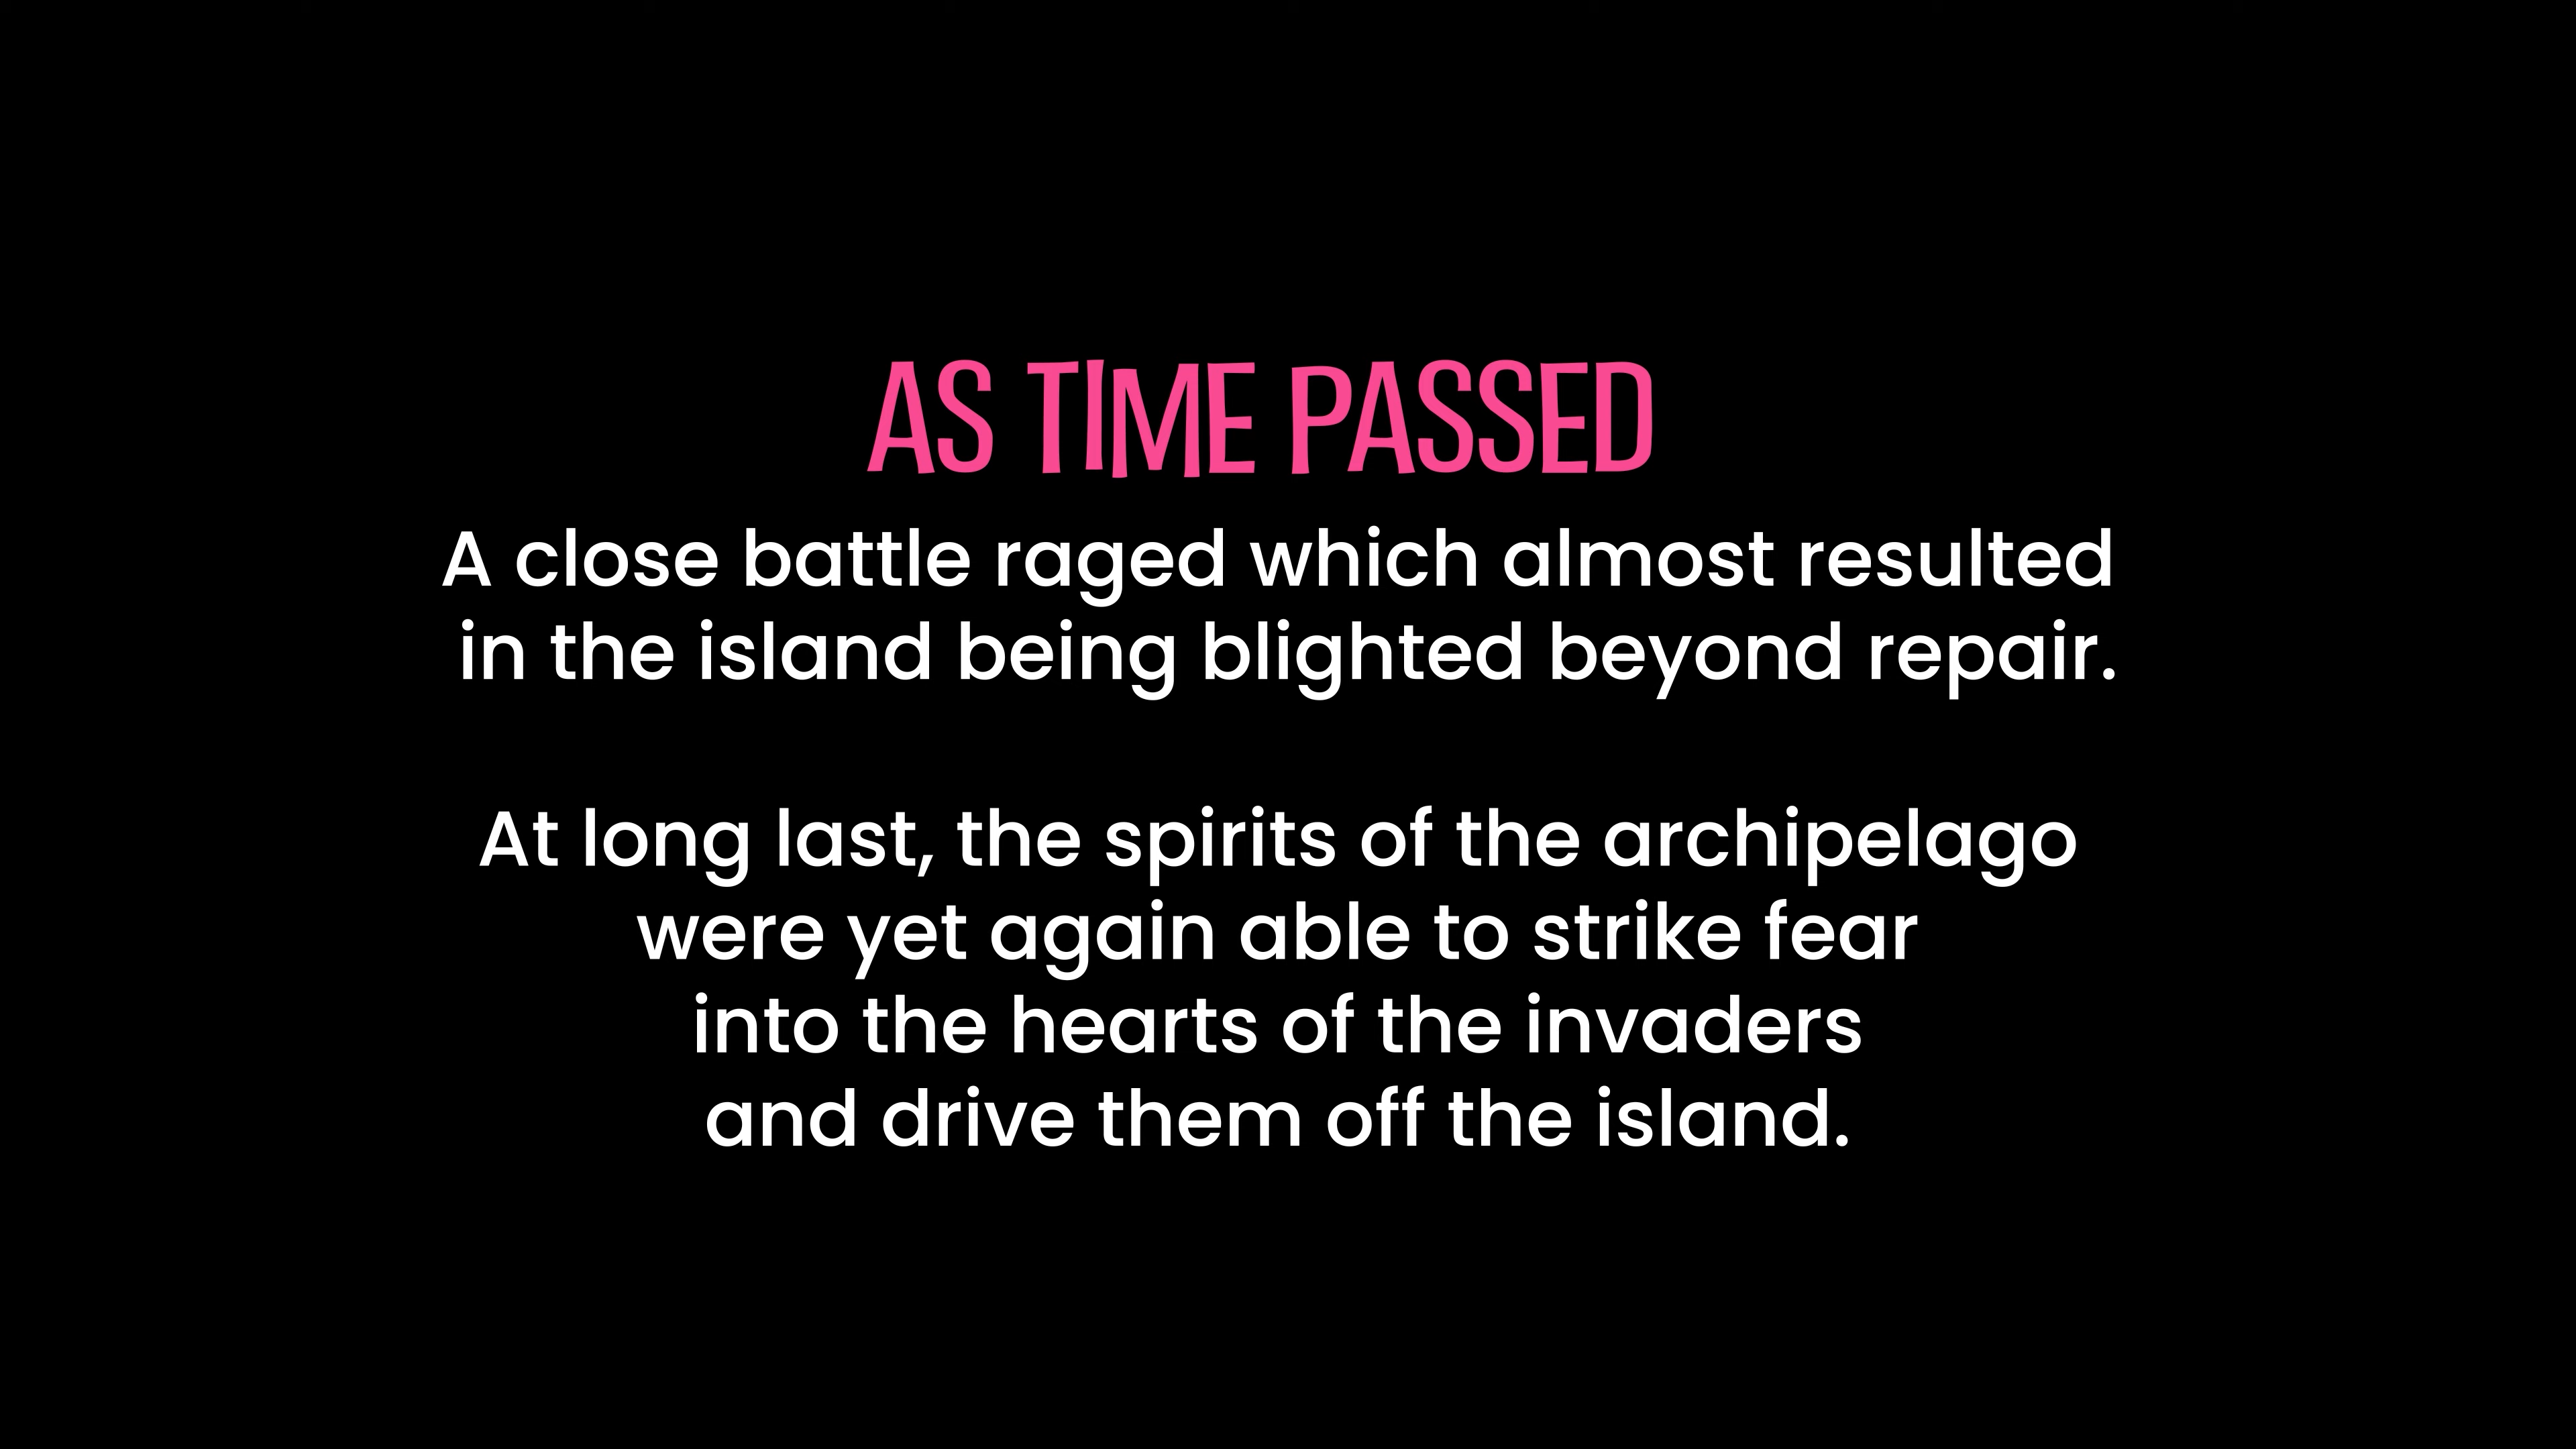 AS TIME PASSED
A close battle raged which almost resulted
in the island being blighted beyond repair.
At long last, the spirits of the archipelago
were yet again able to strike fear
into the hearts of the invaders
and drive them off the island.